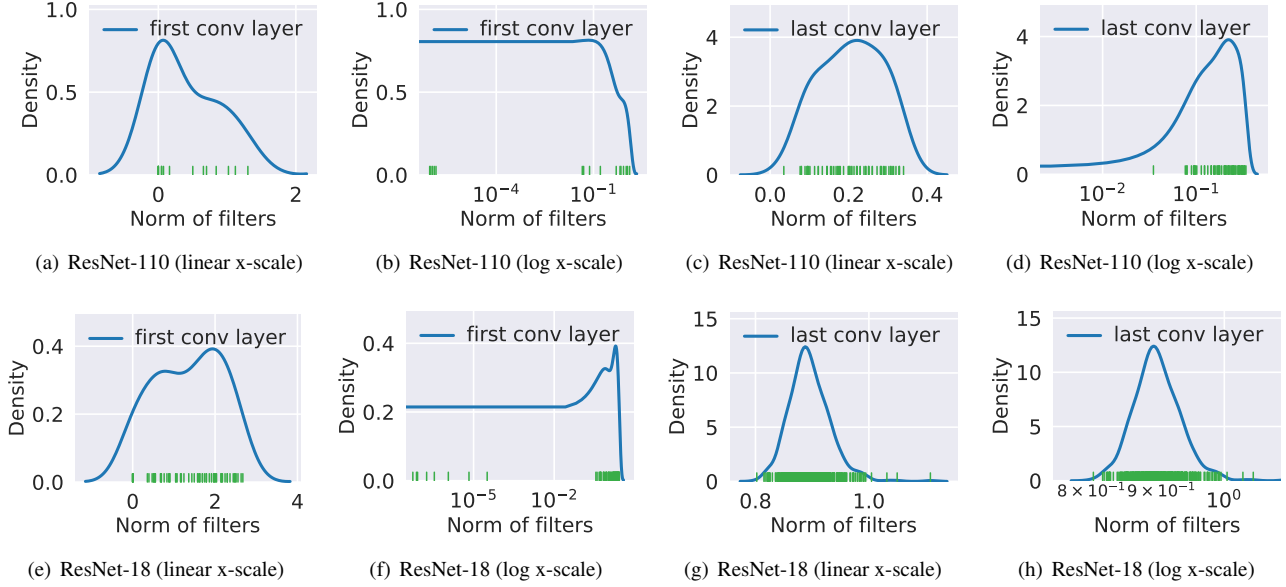 1.0
first conv layer
Density
0.5
0.0
0
2
Norm of filters
(a) ResNet-110 (linear x-scale)
1.0
first conv layer
Density
0.5
0.0
10⁻⁴
10⁻¹
Norm of filters
(b) ResNet-110 (log x-scale)
4
last conv layer
Density
2
0
0.0
0.2
0.4
Norm of filters
(c) ResNet-110 (linear x-scale)
4
last conv layer
Density
2
0
10⁻²
10⁻¹
Norm of filters
(d) ResNet-110 (log x-scale)
0.4
first conv layer
Density
0.2
0.0
0
2
4
Norm of filters
(e) ResNet-18 (linear x-scale)
0.4
first conv layer
Density
0.2
0.0
10⁻⁵
10⁻²
Norm of filters
(f) ResNet-18 (log x-scale)
15
last conv layer
Density
10
5
0
0.8
1.0
Norm of filters
(g) ResNet-18 (linear x-scale)
15
last conv layer
Density
10
5
0
8×10⁻¹
9×10⁻¹
10⁰
Norm of filters
(h) ResNet-18 (log x-scale)